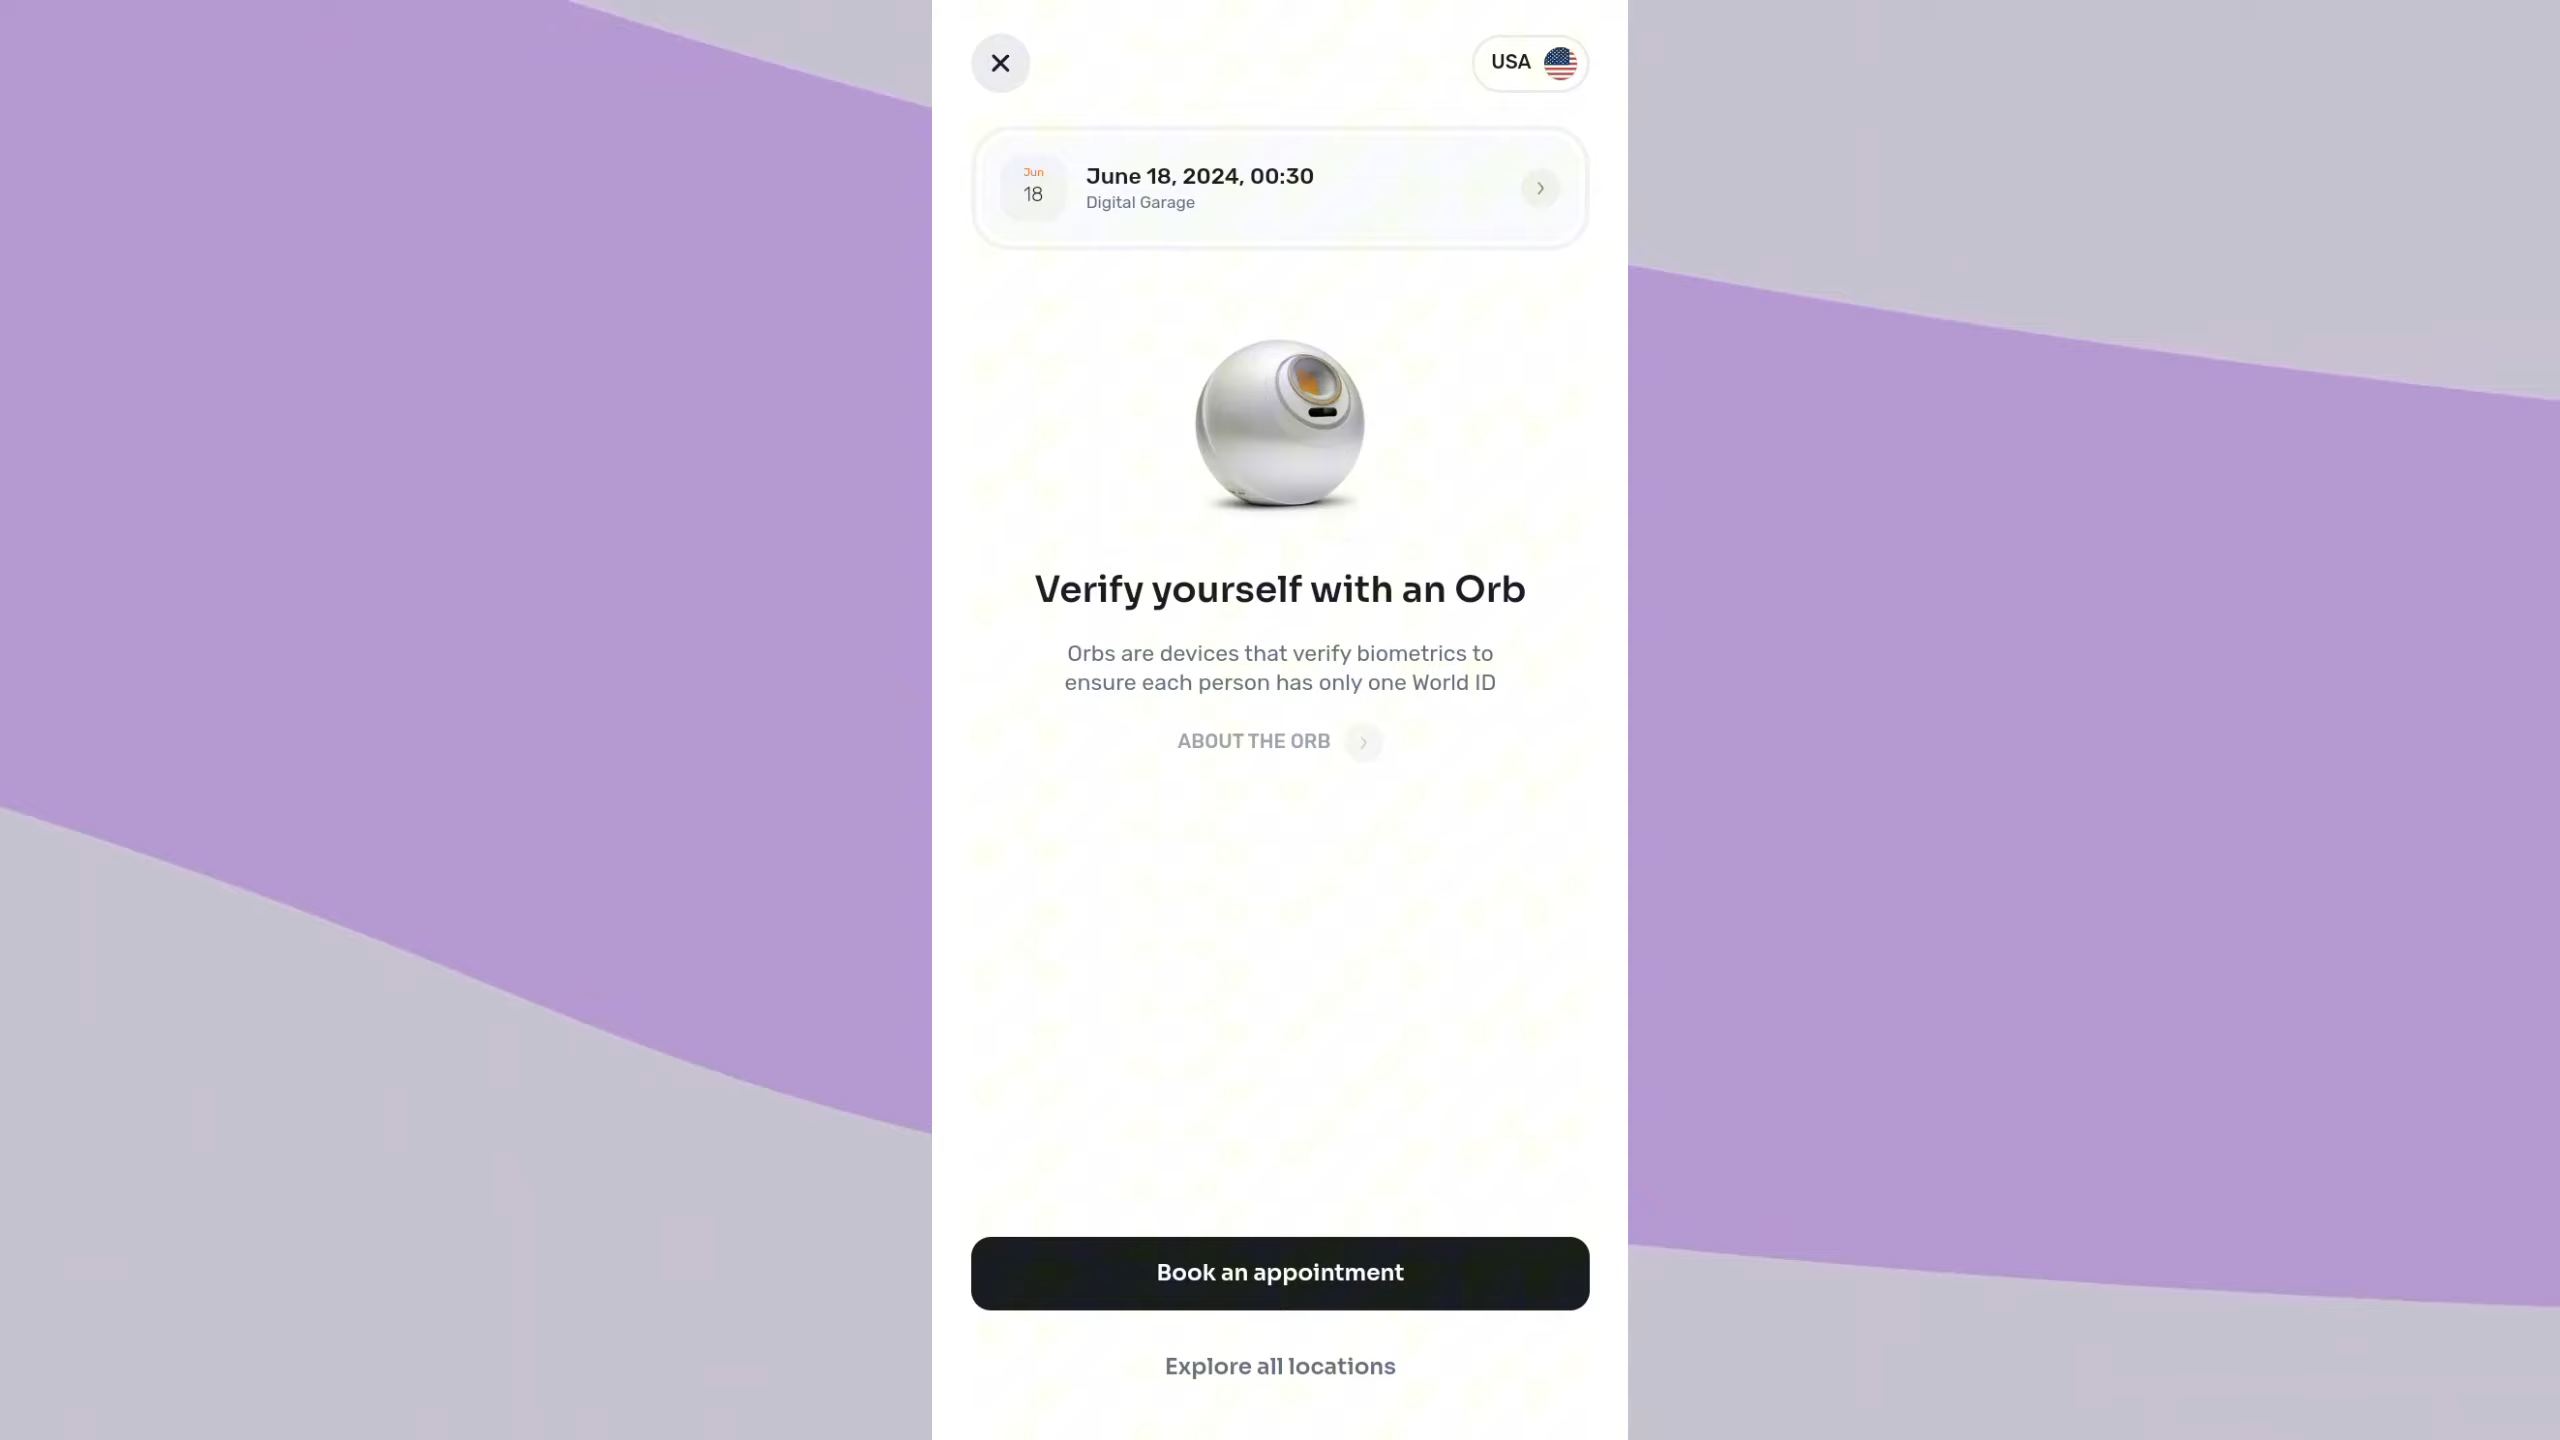 USA
Jun
18
June 18, 2024, 00:30
Digital Garage
Verify yourself with an Orb
Orbs are devices that verify biometrics to
ensure each person has only one World ID
ABOUT THE ORB
Book an appointment
Explore all locations